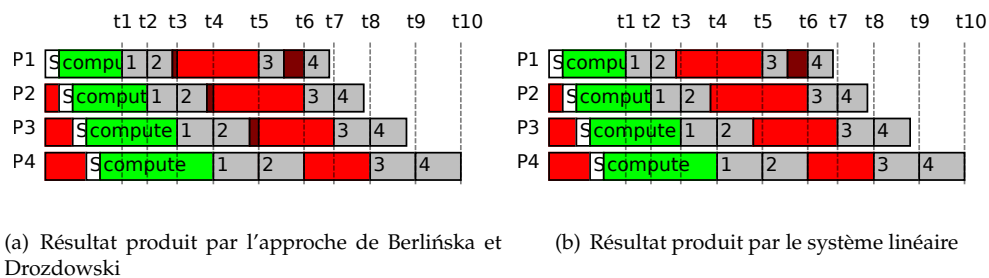 t1 t2 t3 t4 t5 t6 t7 t8 t9 t10
P1 S compu 1 2 3 4
P2 S comput 1 2 3 4
P3 S compute 1 2 3 4
P4 S compute 1 2 3 4
t1 t2 t3 t4 t5 t6 t7 t8 t9 t10
P1 S compu 1 2 3 4
P2 S comput 1 2 3 4
P3 S compute 1 2 3 4
P4 S compute 1 2 3 4
(a) Résultat produit par l'approche de Berlińska et
Drozdowski
(b) Résultat produit par le système linéaire